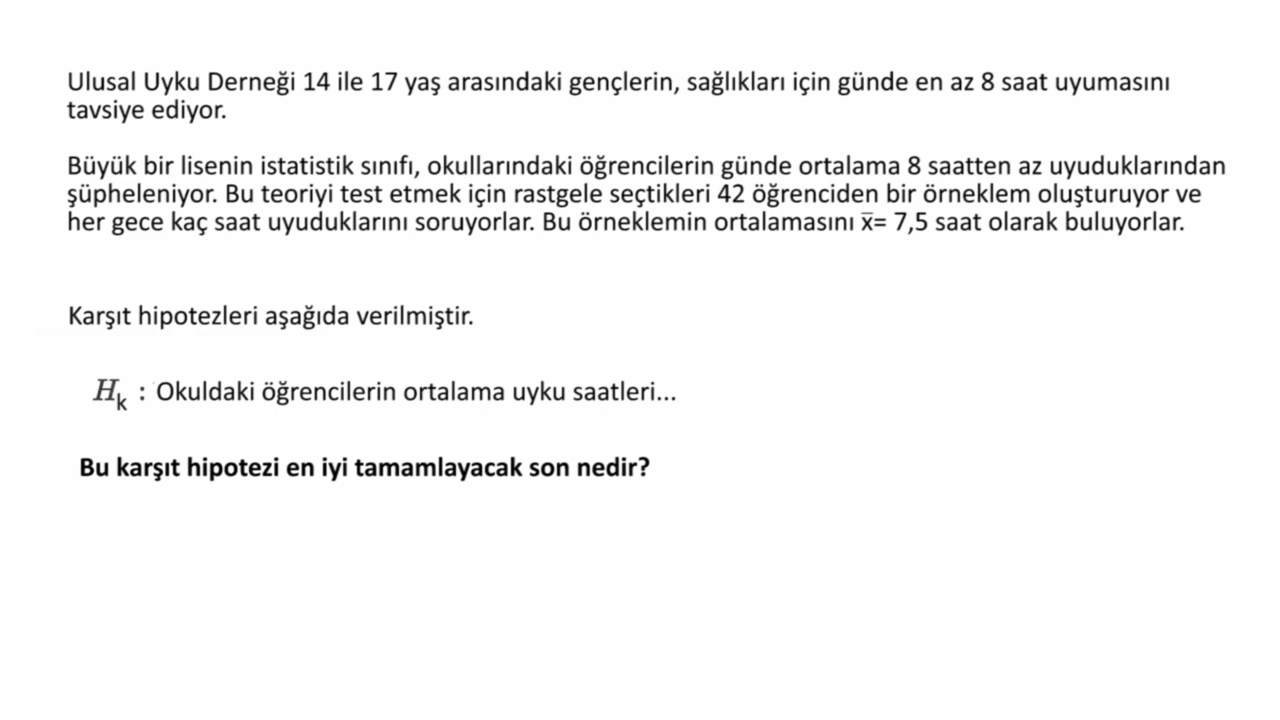 Ulusal Uyku Derneği 14 ile 17 yaş arasındaki gençlerin, sağlıkları için günde en az 8 saat uyumasını
tavsiye ediyor.
Büyük bir lisenin istatistik sınıfı, okullarındaki öğrencilerin günde ortalama 8 saatten az uyuduklarından
şüpheleniyor. Bu teoriyi test etmek için rastgele seçtikleri 42 öğrenciden bir örneklem oluşturuyor ve
her gece kaç saat uyuduklarını soruyorlar. Bu örneklemin ortalamasını x̅= 7,5 saat olarak buluyorlar.
Karşıt hipotezleri aşağıda verilmiştir.
Hₖ : Okuldaki öğrencilerin ortalama uyku saatleri...
Bu karşıt hipotezi en iyi tamamlayacak son nedir?